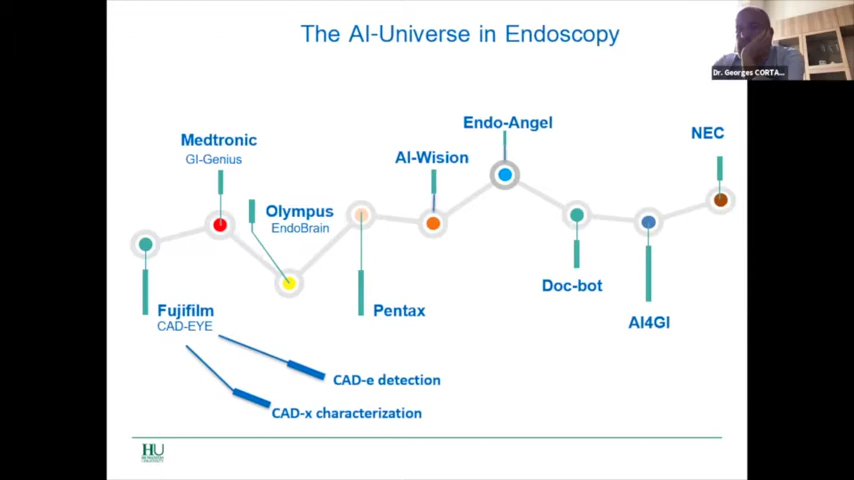 The AI-Universe in Endoscopy
Dr. Georges CORTA...
Endo-Angel
NEC
Medtronic
GI-Genius
AI-Wision
Olympus
EndoBrain
Doc-bot
Fujifilm
CAD-EYE
Pentax
AI4GI
CAD-e detection
CAD-x characterization
HU